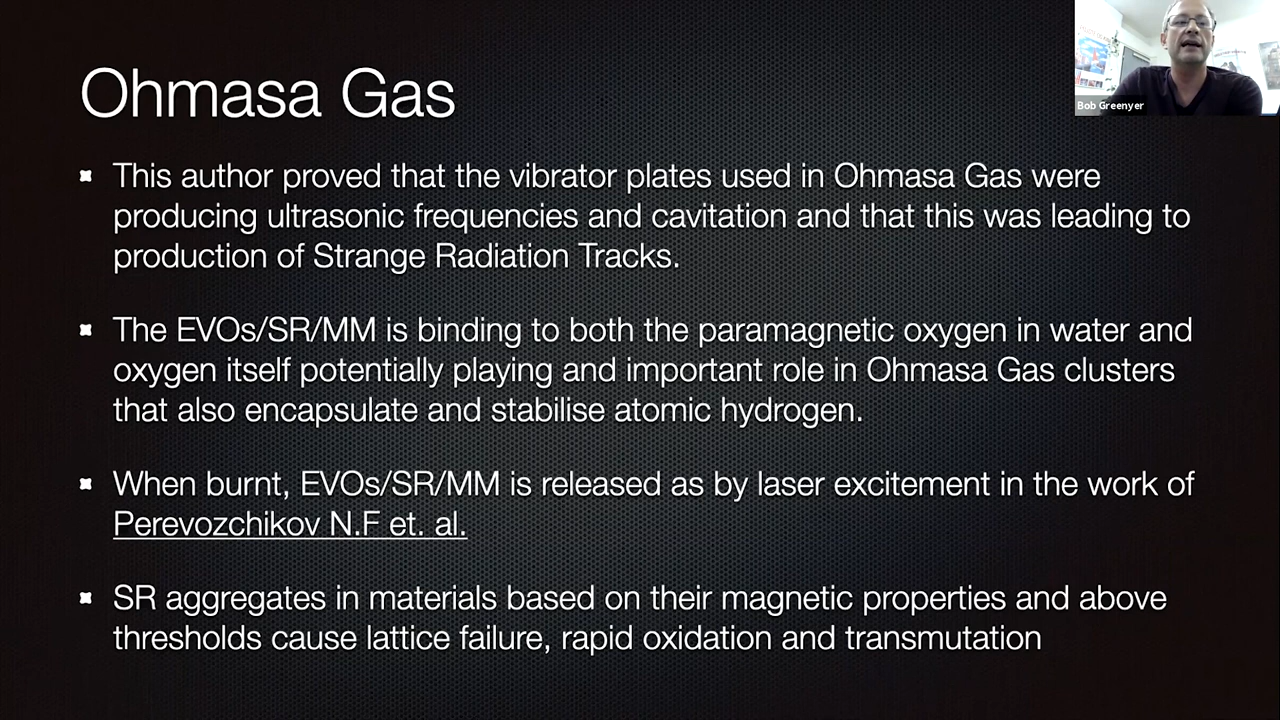 Ohmasa Gas
Bob Greenyer
This author proved that the vibrator plates used in Ohmasa Gas were
producing ultrasonic frequencies and cavitation and that this was leading to
production of Strange Radiation Tracks.
The EVOs/SR/MM is binding to both the paramagnetic oxygen in water and
oxygen itself potentially playing and important role in Ohmasa Gas clusters
that also encapsulate and stabilise atomic hydrogen.
When burnt, EVOs/SR/MM is released as by laser excitement in the work of
Perevozchikov N.F et. al.
SR aggregates in materials based on their magnetic properties and above
thresholds cause lattice failure, rapid oxidation and transmutation